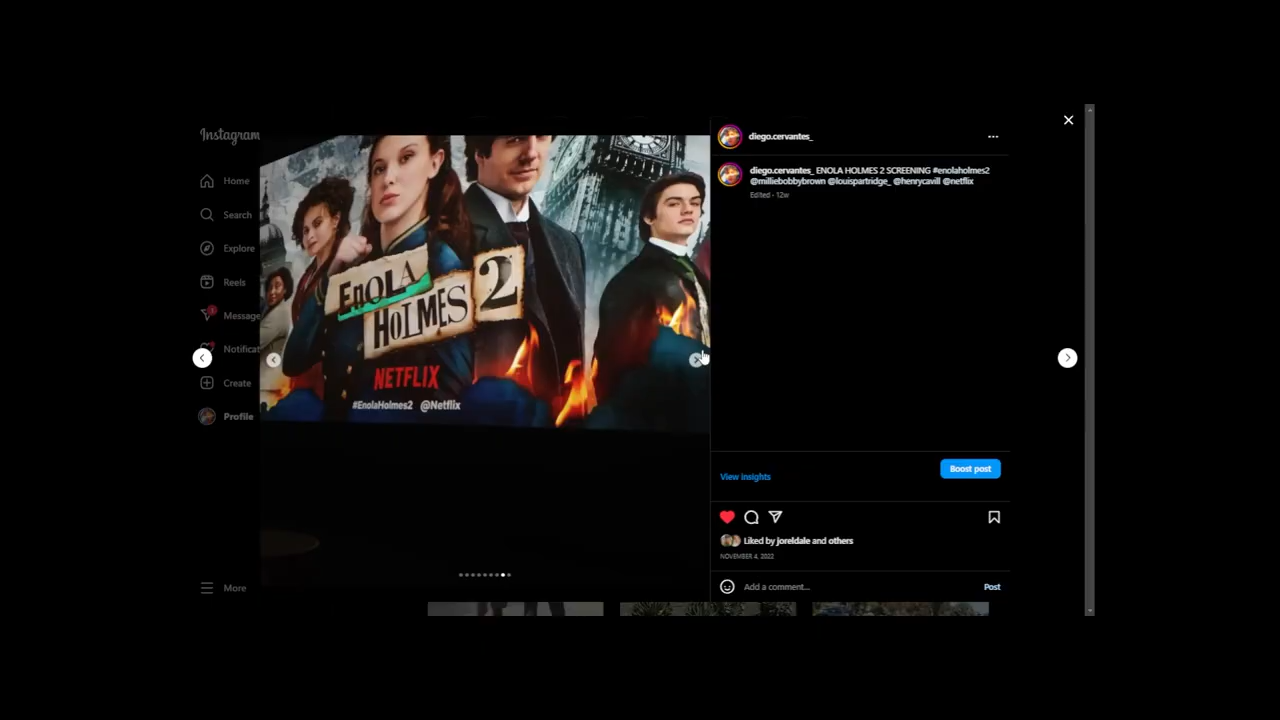 Instagram
Home
Search
Explore
Reels
Message
Notificat
Create
Profile
More
ENOLA
HOLMES
2
NETFLIX
#EnolaHolmes2 @Netflix
diego.cervantes_
diego.cervantes_ ENOLA HOLMES 2 SCREENING #enolaholmes2
@milliebobbybrown @louispartridge_ @henrycavill @netflix
Edited · 12w
View insights
Boost post
Liked by joreldale and others
NOVEMBER 4, 2022
Add a comment...
Post